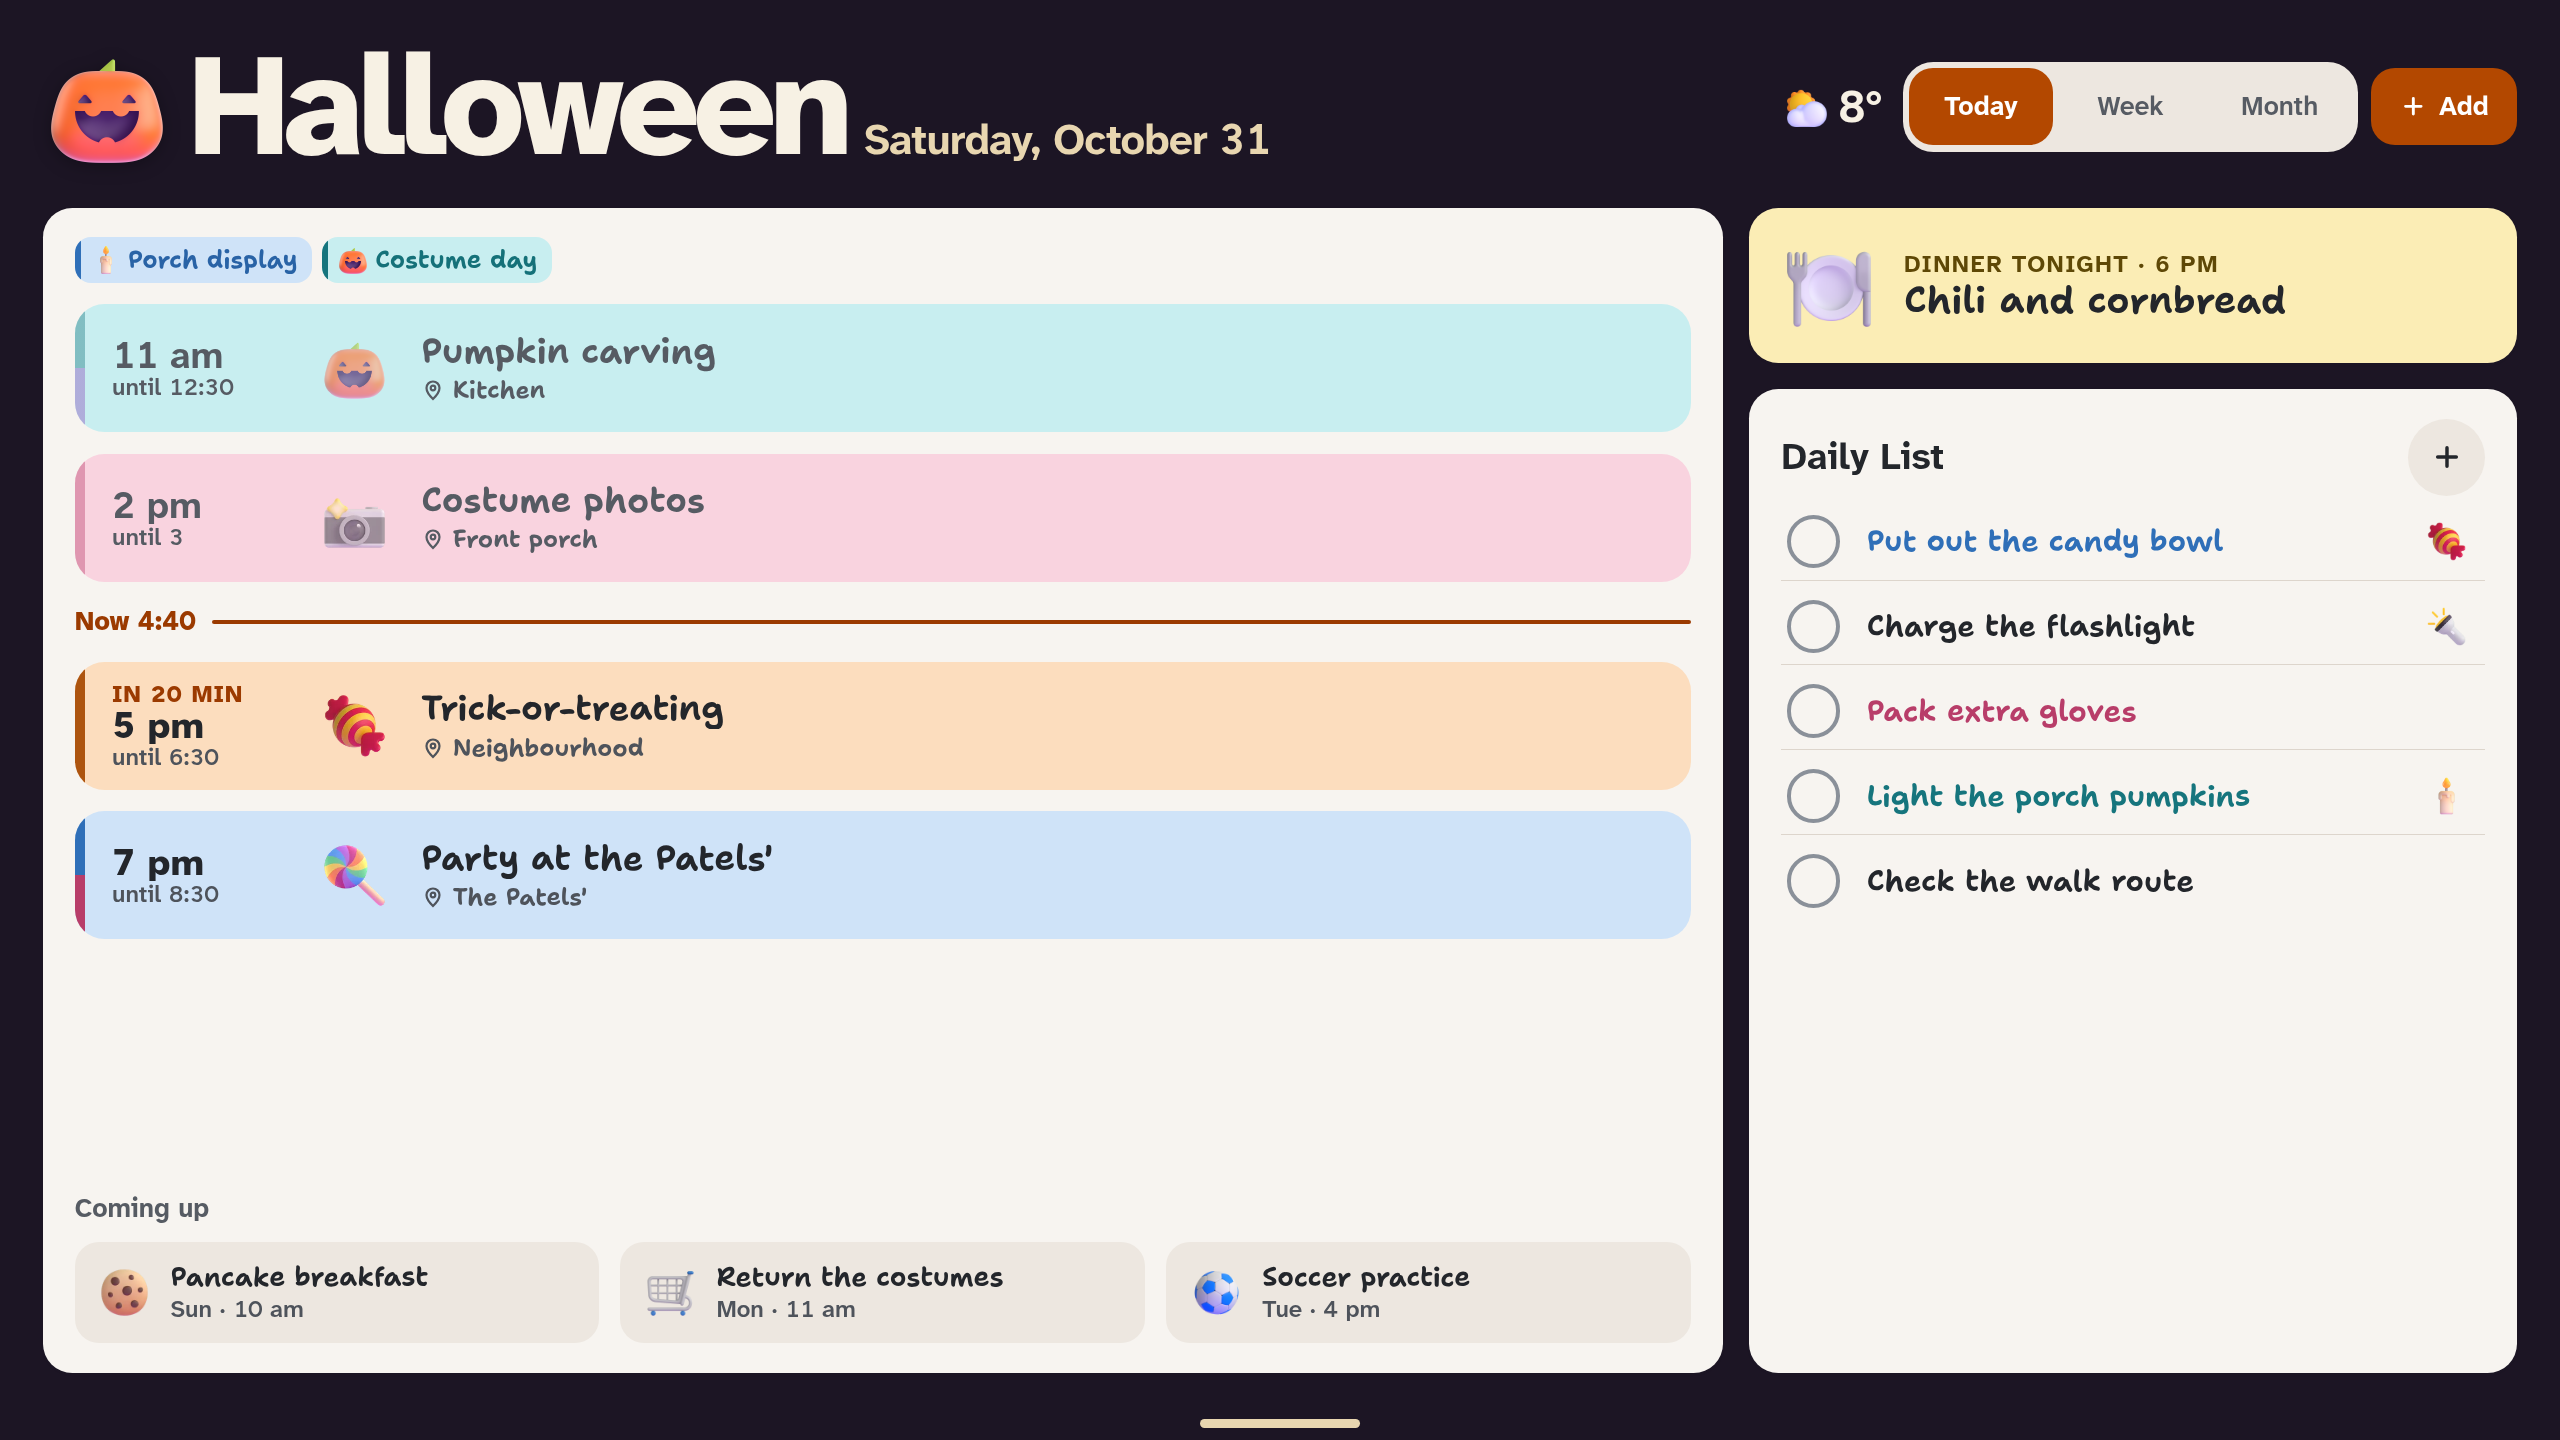 Halloween
Saturday, October 31
8°
Today
Week
Month
+ Add
Porch display
Costume day
11 am
until 12:30
Pumpkin carving
Kitchen
2 pm
until 3
Costume photos
Front porch
Now 4:40
IN 20 MIN
5 pm
until 6:30
Trick-or-treating
Neighbourhood
7 pm
until 8:30
Party at the Patels'
The Patels'
Coming up
Pancake breakfast
Sun · 10 am
Return the costumes
Mon · 11 am
Soccer practice
Tue · 4 pm
DINNER TONIGHT · 6 PM
Chili and cornbread
Daily List
+
Put out the candy bowl
Charge the flashlight
Pack extra gloves
Light the porch pumpkins
Check the walk route